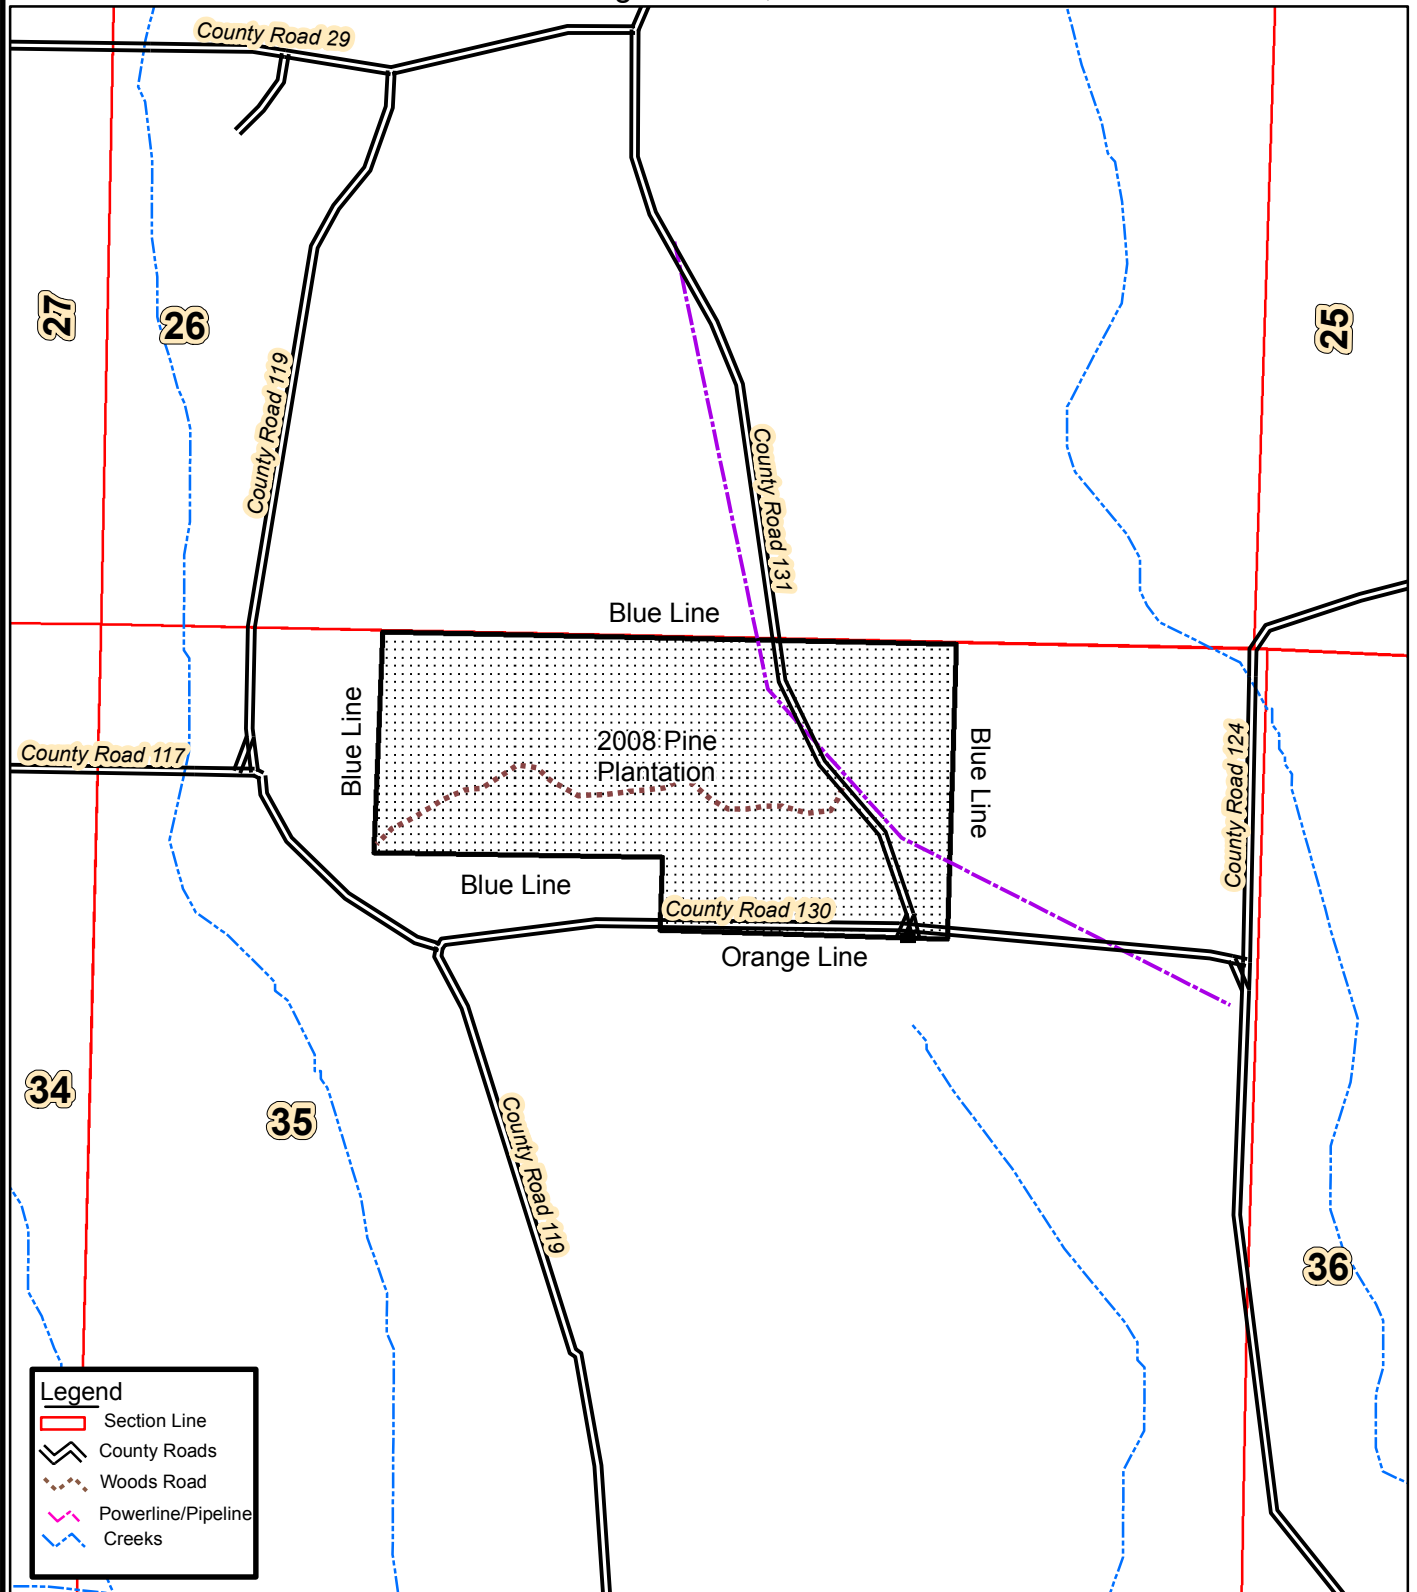 County Road 29
27
26
25
County Road 119
County Road 131
Blue Line
Blue Line
2008 Pine
Plantation
Blue Line
County Road 117
County Road 124
Blue Line
County Road 130
Orange Line
34
35
County Road 119
36
Legend
Section Line
County Roads
Woods Road
Powerline/Pipeline
Creeks